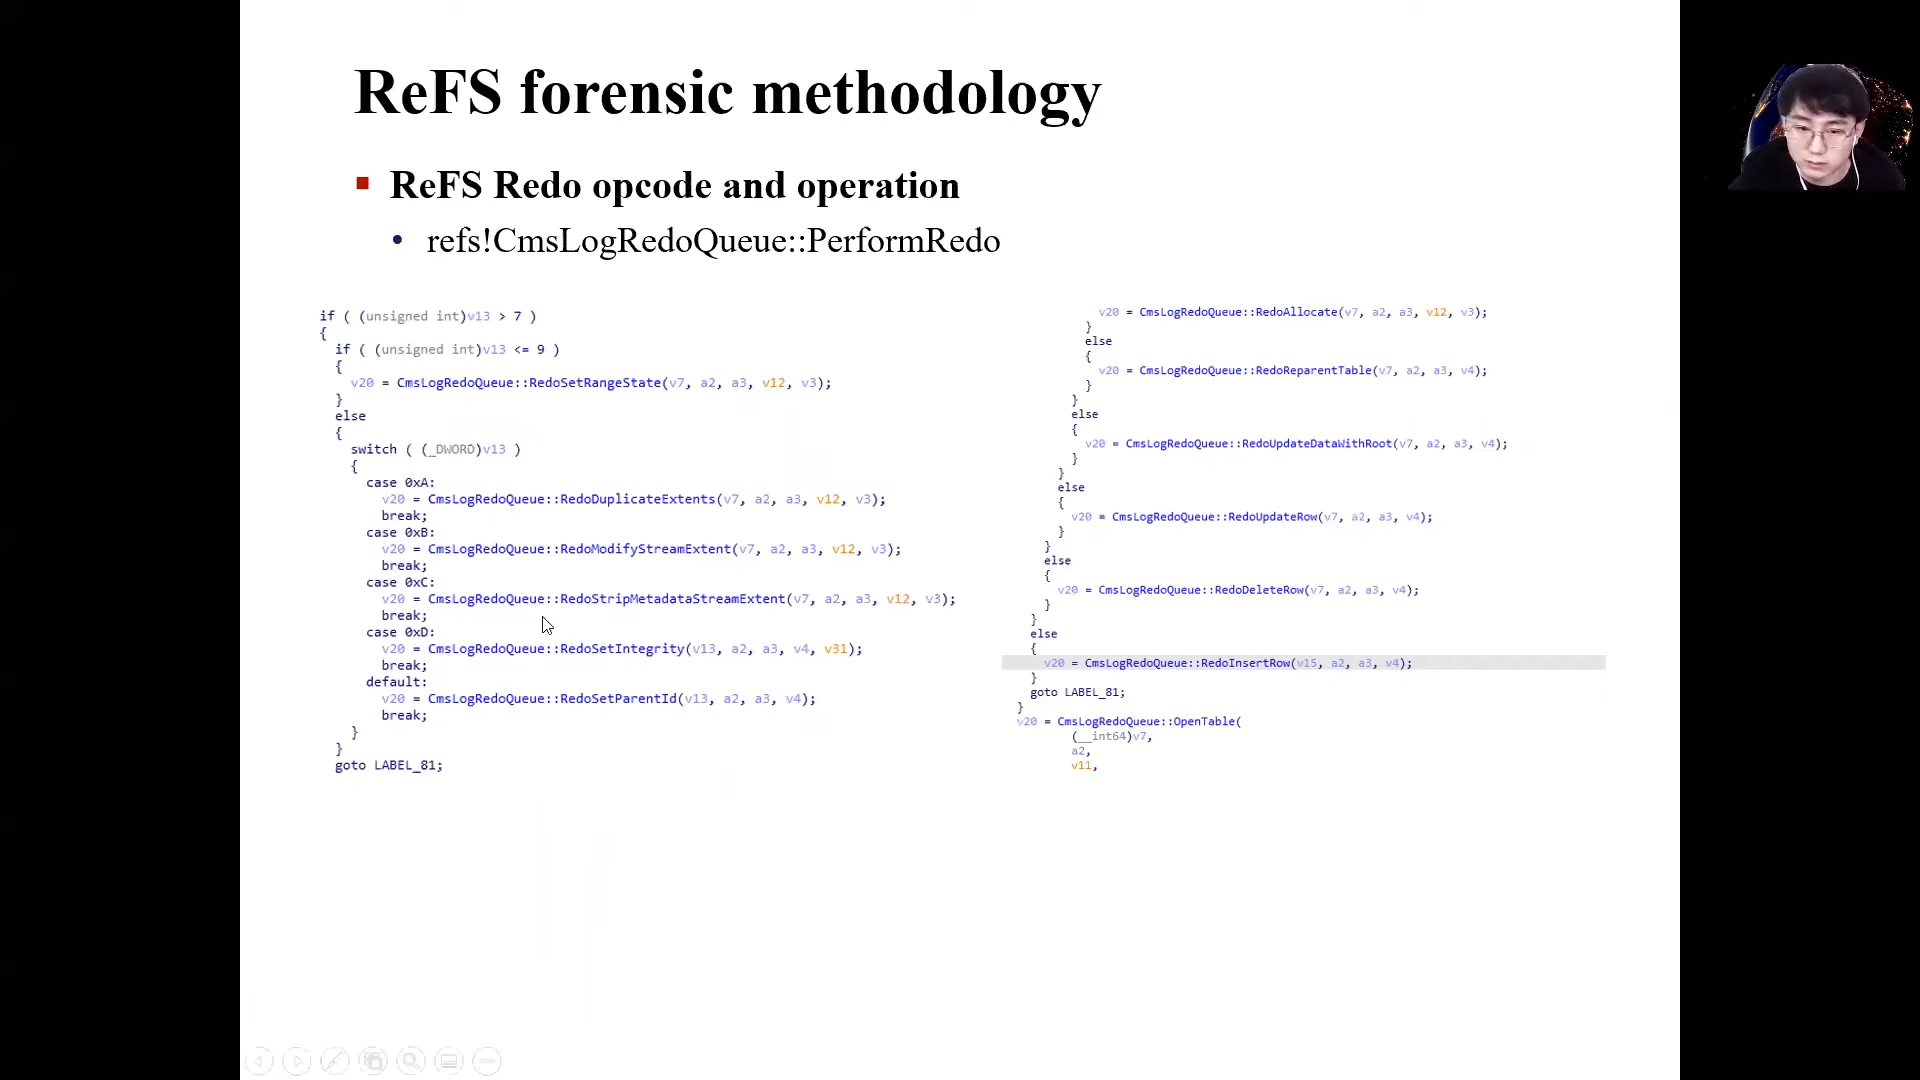 ReFS forensic methodology
ReFS Redo opcode and operation
refs!CmsLogRedoQueue::PerformRedo
if ( (unsigned int)v13 > 7 )
{
if ( (unsigned int)v13 <= 9 )
{
v20 = CmsLogRedoQueue::RedoSetRangeState(v7, a2, a3, v12, v3);
}
else
{
switch ( (_DWORD)v13 )
{
case 0xA:
v20 = CmsLogRedoQueue::RedoDuplicateExtents(v7, a2, a3, v12, v3);
break;
case 0xB:
v20 = CmsLogRedoQueue::RedoModifyStreamExtent(v7, a2, a3, v12, v3);
break;
case 0xC:
v20 = CmsLogRedoQueue::RedoStripMetadataStreamExtent(v7, a2, a3, v12, v3);
break;
case 0xD:
v20 = CmsLogRedoQueue::RedoSetIntegrity(v13, a2, a3, v4, v31);
break;
default:
v20 = CmsLogRedoQueue::RedoSetParentId(v13, a2, a3, v4);
break;
}
}
goto LABEL_81;
v20 = CmsLogRedoQueue::RedoAllocate(v7, a2, a3, v12, v3);
}
else
{
v20 = CmsLogRedoQueue::RedoReparentTable(v7, a2, a3, v4);
}
}
else
{
v20 = CmsLogRedoQueue::RedoUpdateDataWithRoot(v7, a2, a3, v4);
}
}
else
{
v20 = CmsLogRedoQueue::RedoUpdateRow(v7, a2, a3, v4);
}
}
else
{
v20 = CmsLogRedoQueue::RedoDeleteRow(v7, a2, a3, v4);
}
}
else
{
v20 = CmsLogRedoQueue::RedoInsertRow(v15, a2, a3, v4);
}
goto LABEL_81;
}
v20 = CmsLogRedoQueue::OpenTable(
(__int64)v7,
a2,
v11,